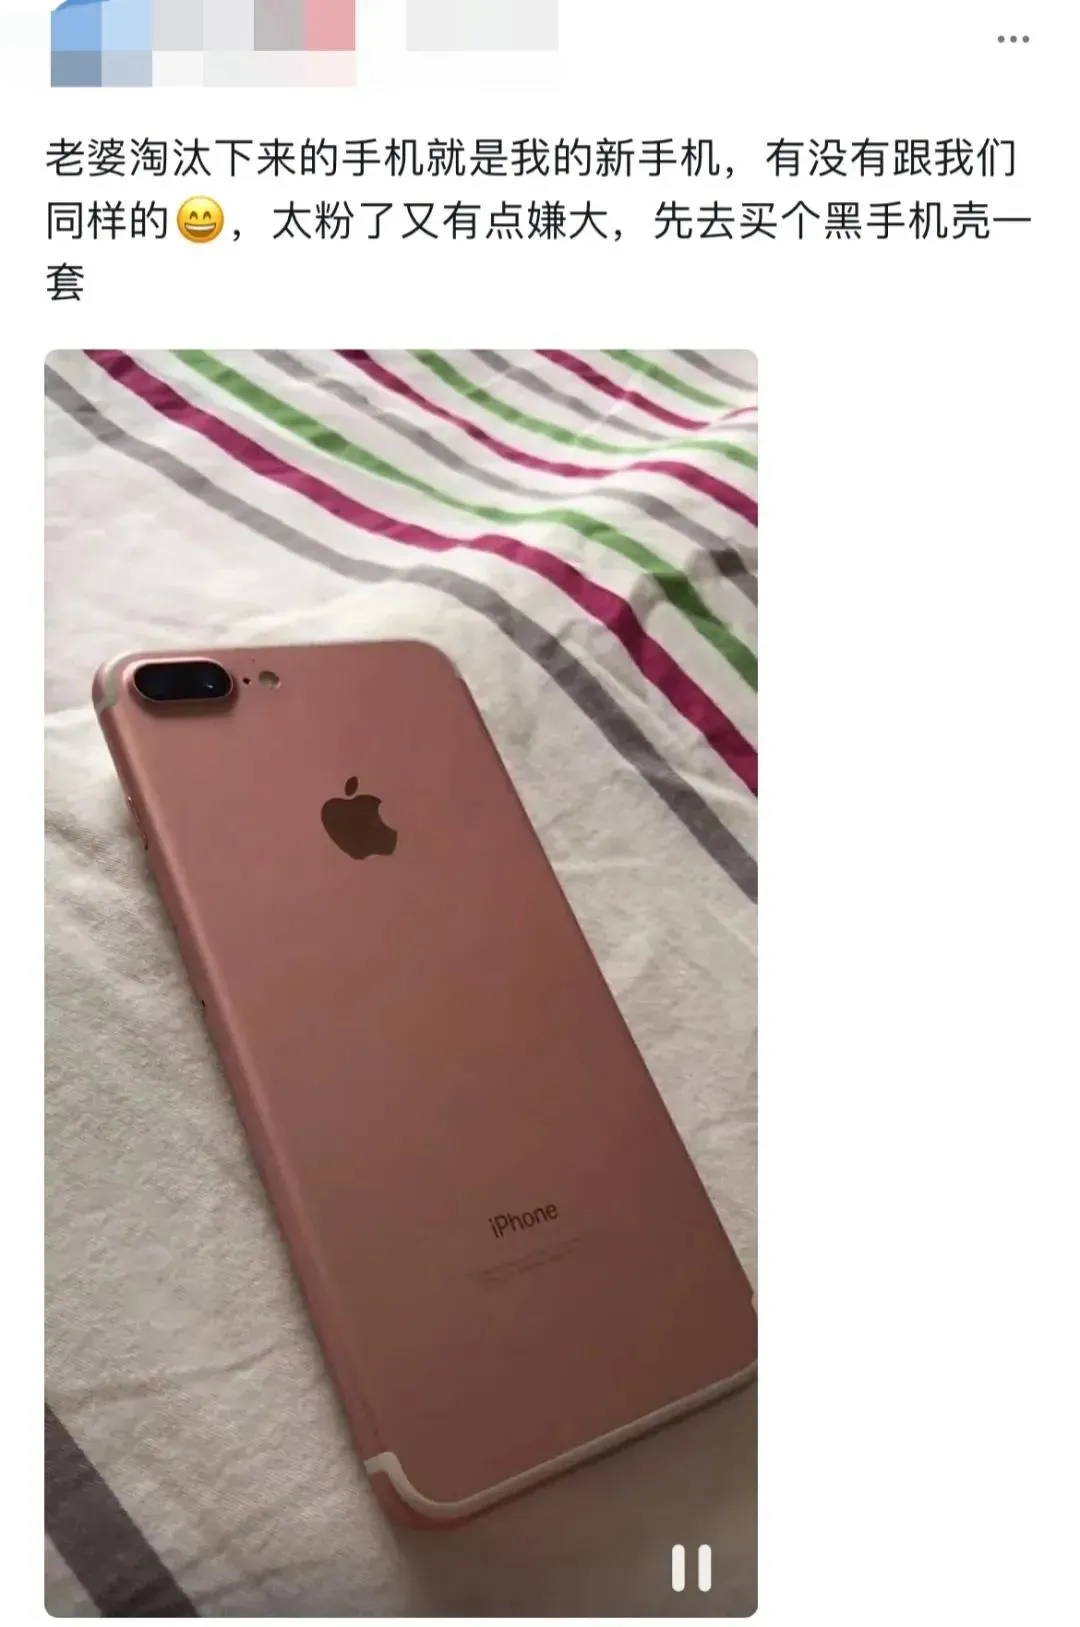 老婆淘汰下来的手机就是我的新手机，有没有跟我们
同样的😄，太粉了又有点嫌大，先去买个黑手机壳一
套
iPhone